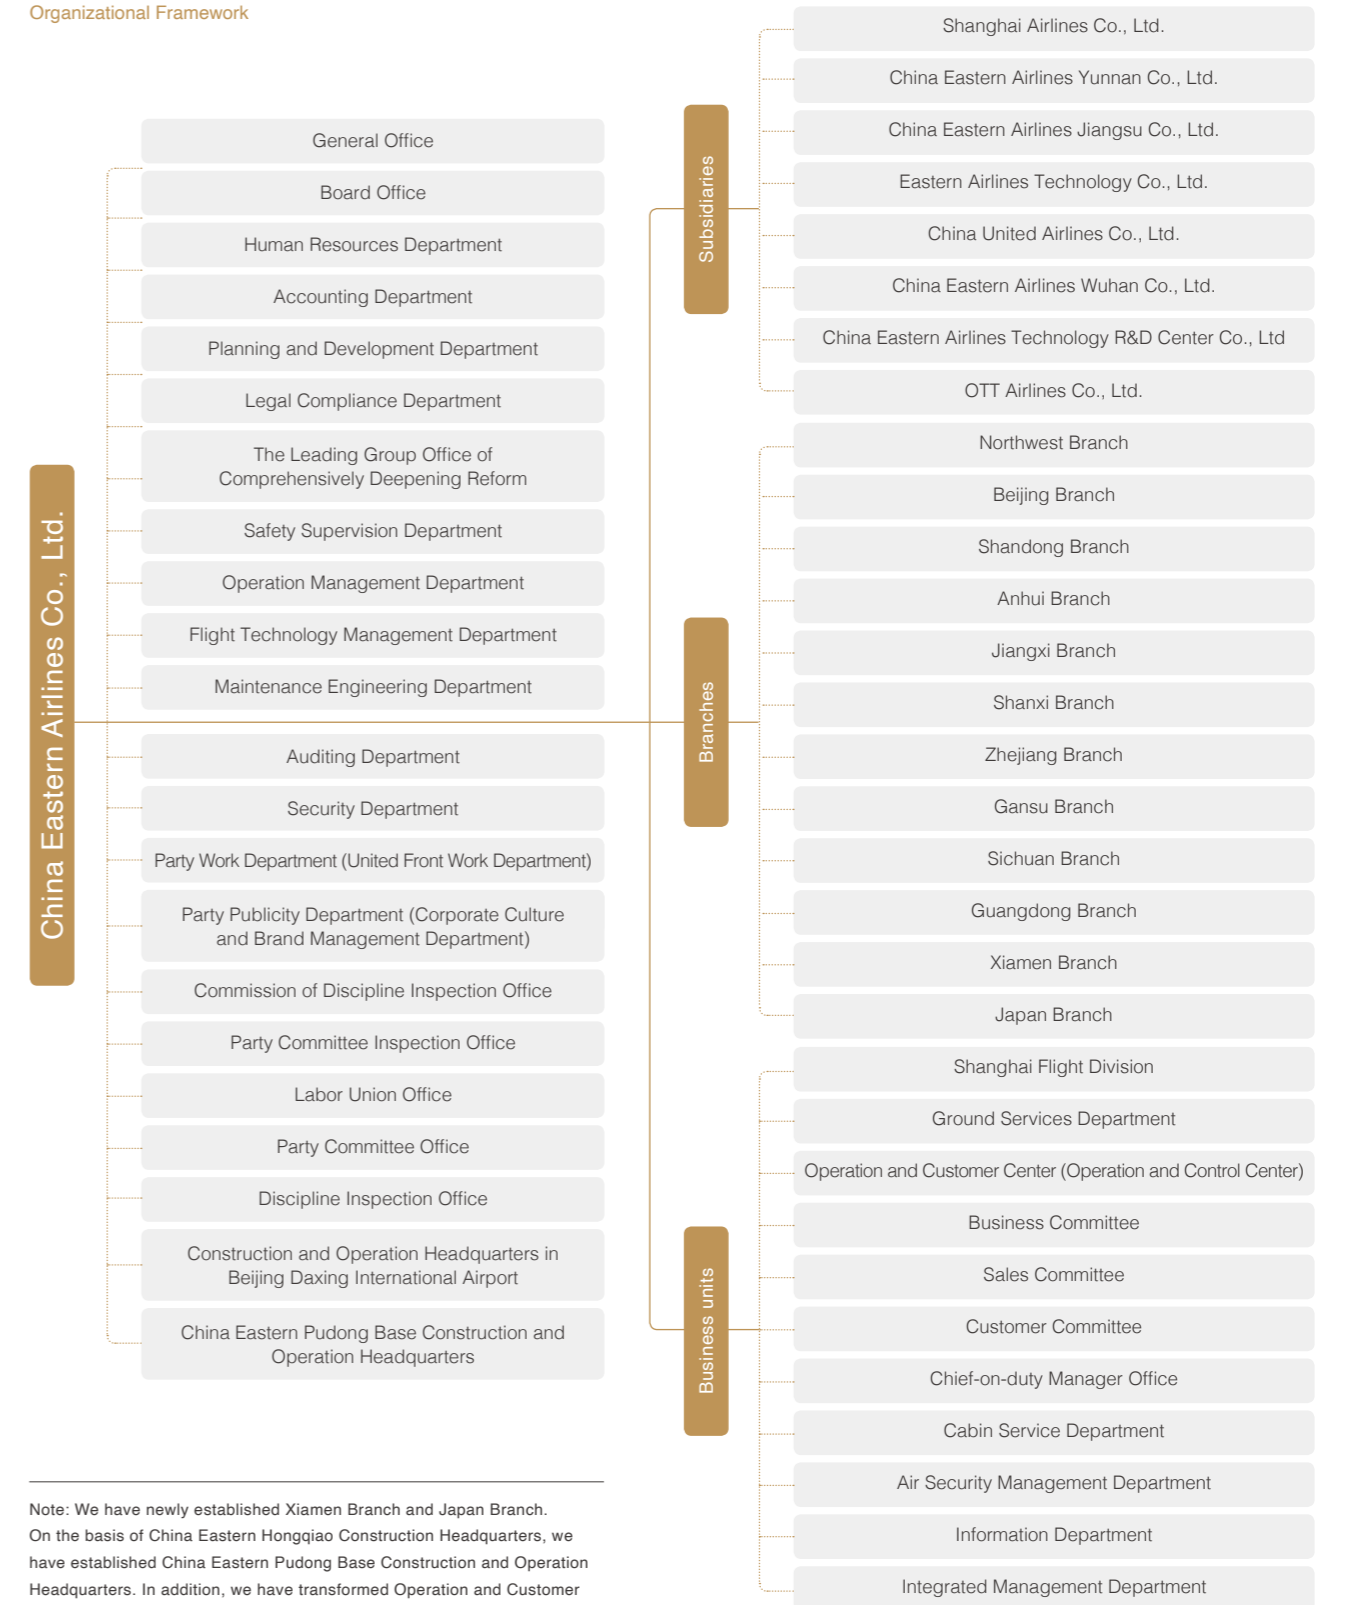 Organizational Framework
China Eastern Airlines Co., Ltd.
General Office
Board Office
Human Resources Department
Accounting Department
Planning and Development Department
Legal Compliance Department
The Leading Group Office of
Comprehensively Deepening Reform
Safety Supervision Department
Operation Management Department
Flight Technology Management Department
Maintenance Engineering Department
Auditing Department
Security Department
Party Work Department (United Front Work Department)
Party Publicity Department (Corporate Culture
and Brand Management Department)
Commission of Discipline Inspection Office
Party Committee Inspection Office
Labor Union Office
Party Committee Office
Discipline Inspection Office
Construction and Operation Headquarters in
Beijing Daxing International Airport
China Eastern Pudong Base Construction and
Operation Headquarters
Subsidiaries
Shanghai Airlines Co., Ltd.
China Eastern Airlines Yunnan Co., Ltd.
China Eastern Airlines Jiangsu Co., Ltd.
Eastern Airlines Technology Co., Ltd.
China United Airlines Co., Ltd.
China Eastern Airlines Wuhan Co., Ltd.
China Eastern Airlines Technology R&D Center Co., Ltd
OTT Airlines Co., Ltd.
Branches
Northwest Branch
Beijing Branch
Shandong Branch
Anhui Branch
Jiangxi Branch
Shanxi Branch
Zhejiang Branch
Gansu Branch
Sichuan Branch
Guangdong Branch
Xiamen Branch
Japan Branch
Business units
Shanghai Flight Division
Ground Services Department
Operation and Customer Center (Operation and Control Center)
Business Committee
Sales Committee
Customer Committee
Chief-on-duty Manager Office
Cabin Service Department
Air Security Management Department
Information Department
Integrated Management Department
Note: We have newly established Xiamen Branch and Japan Branch.
On the basis of China Eastern Hongqiao Construction Headquarters, we
have established China Eastern Pudong Base Construction and Operation
Headquarters. In addition, we have transformed Operation and Customer